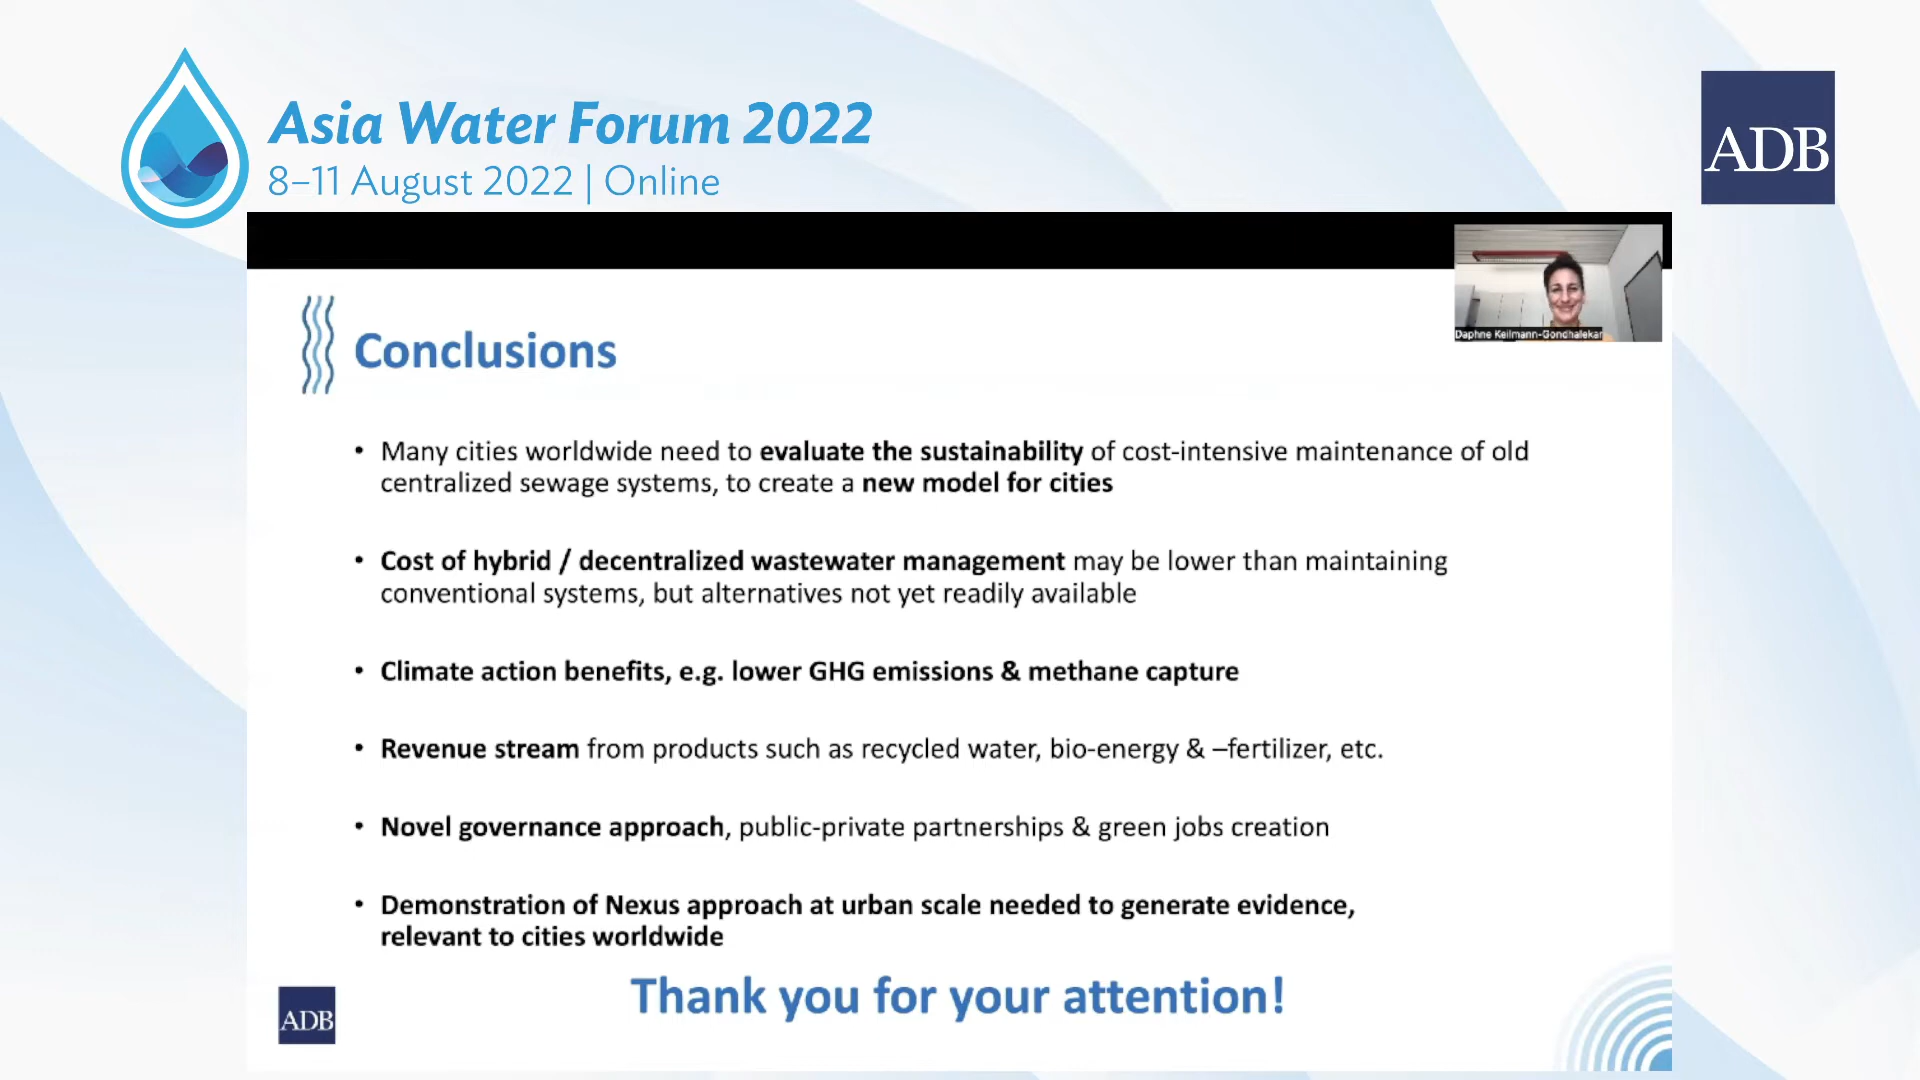 Asia Water Forum 2022
8–11 August 2022 | Online
ADB
Daphne Keilmann-Gondhalekar
Conclusions
• Many cities worldwide need to evaluate the sustainability of cost-intensive maintenance of old
centralized sewage systems, to create a new model for cities
• Cost of hybrid / decentralized wastewater management may be lower than maintaining
conventional systems, but alternatives not yet readily available
• Climate action benefits, e.g. lower GHG emissions & methane capture
• Revenue stream from products such as recycled water, bio-energy & –fertilizer, etc.
• Novel governance approach, public-private partnerships & green jobs creation
• Demonstration of Nexus approach at urban scale needed to generate evidence,
relevant to cities worldwide
Thank you for your attention!
ADB